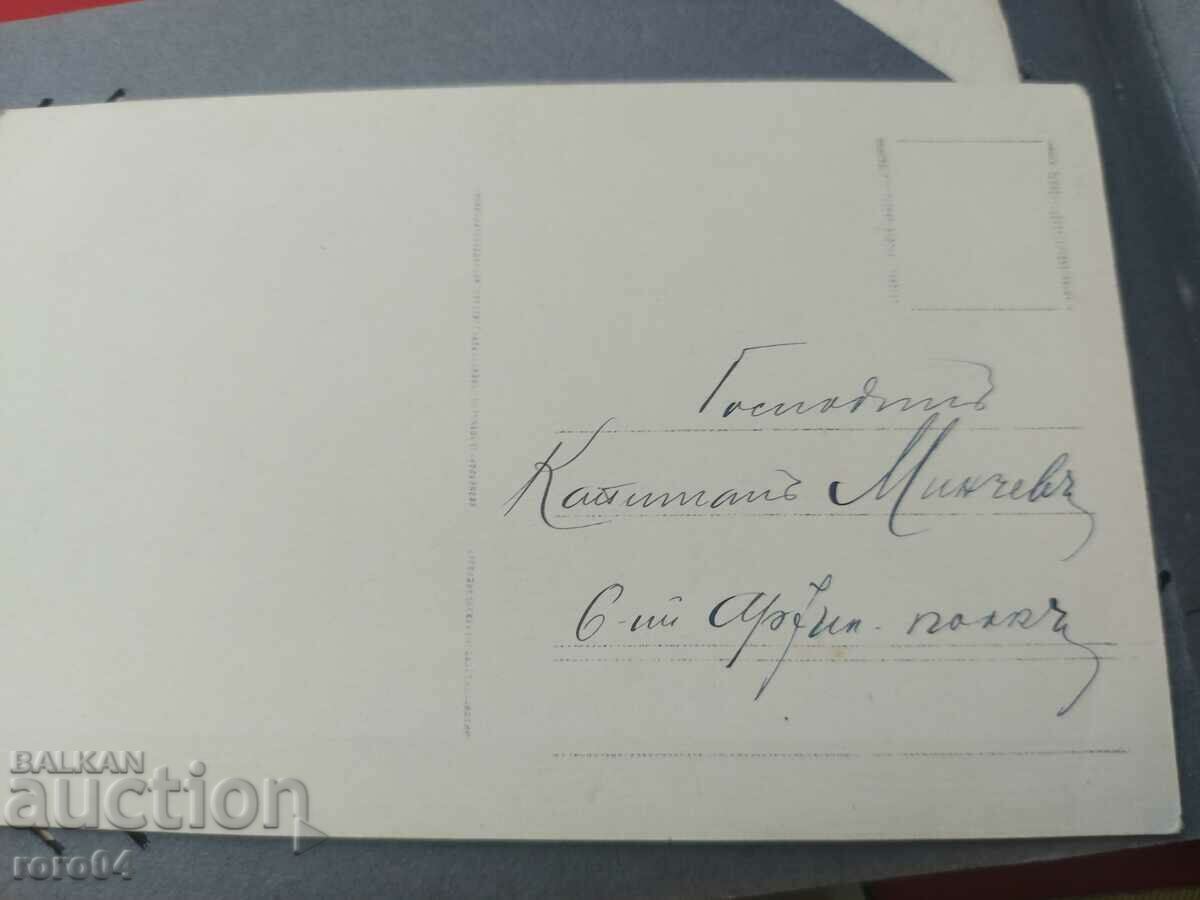 Господинъ
Капитанъ Минчевъ
6-ий Артил. полкъ
BALKAN
auction
roro04